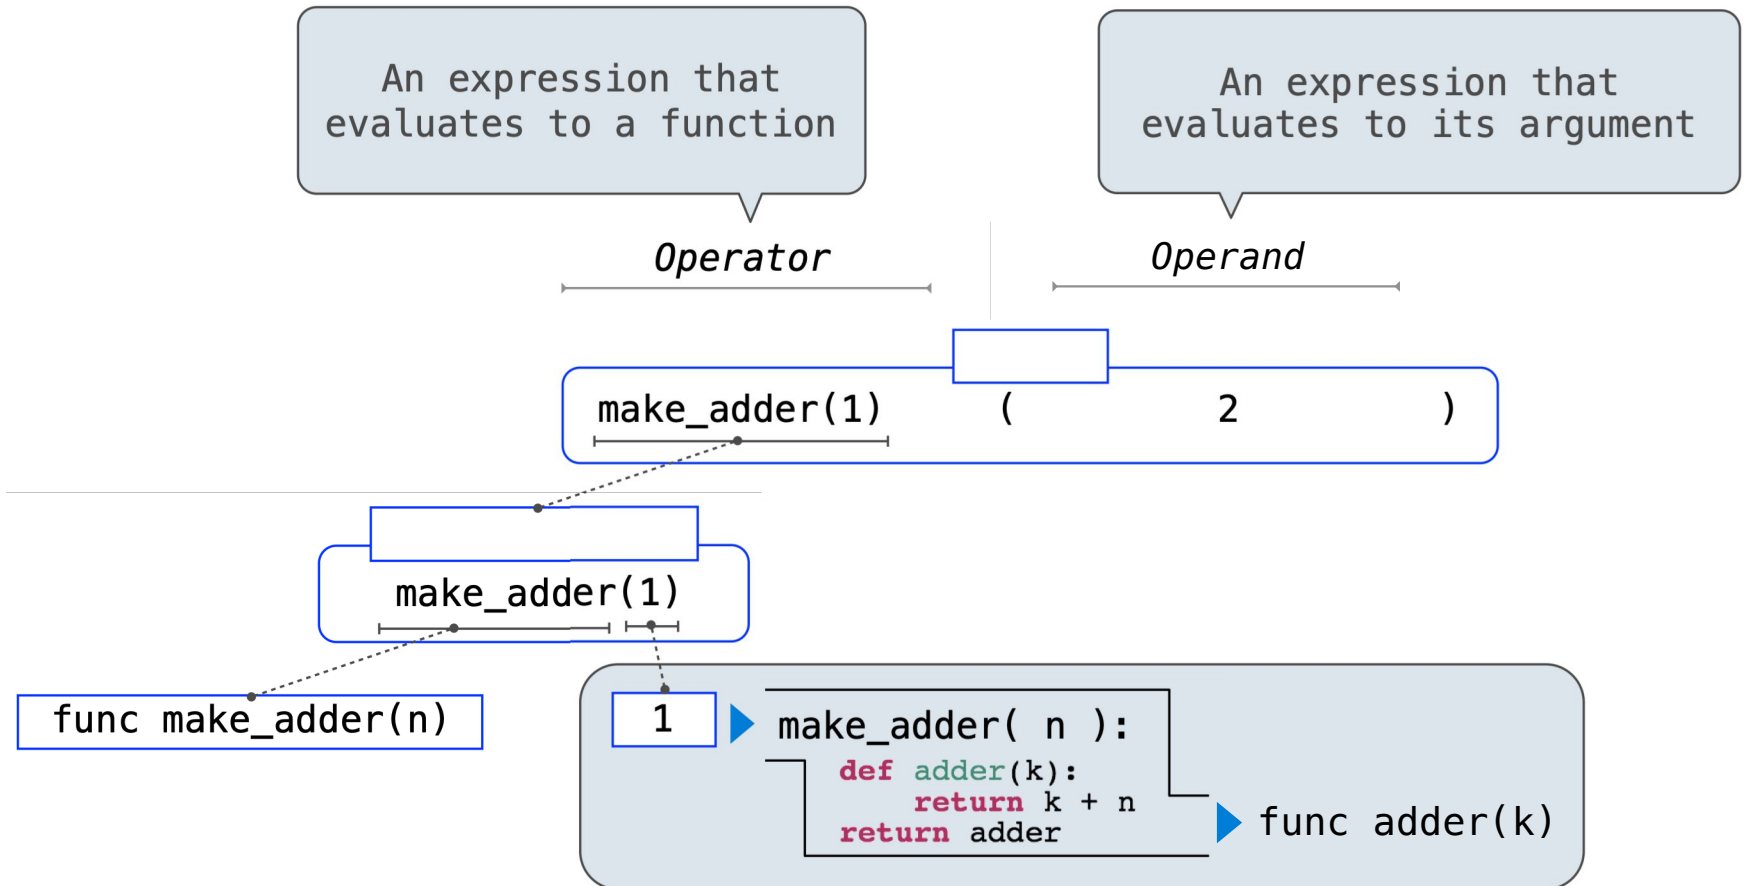 An expression that
evaluates to a function
An expression that
evaluates to its argument
Operator
Operand
make_adder(1) ( 2 )
make_adder(1)
func make_adder(n)
1
make_adder( n ):
def adder(k):
return k + n
return adder
func adder(k)